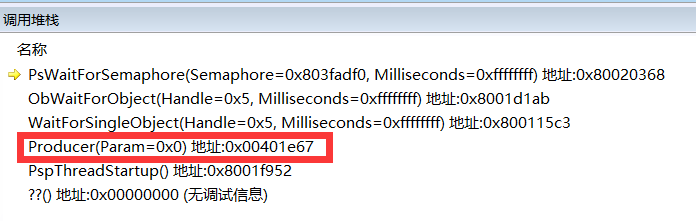 调用堆栈
名称
PsWaitForSemaphore(Semaphore=0x803fadf0, Milliseconds=0xffffffff) 地址:0x80020368
ObWaitForObject(Handle=0x5, Milliseconds=0xffffffff) 地址:0x8001d1ab
WaitForSingleObject(Handle=0x5, Milliseconds=0xffffffff) 地址:0x800115c3
Producer(Param=0x0) 地址:0x00401e67
PspThreadStartup() 地址:0x8001f952
??() 地址:0x00000000 (无调试信息)